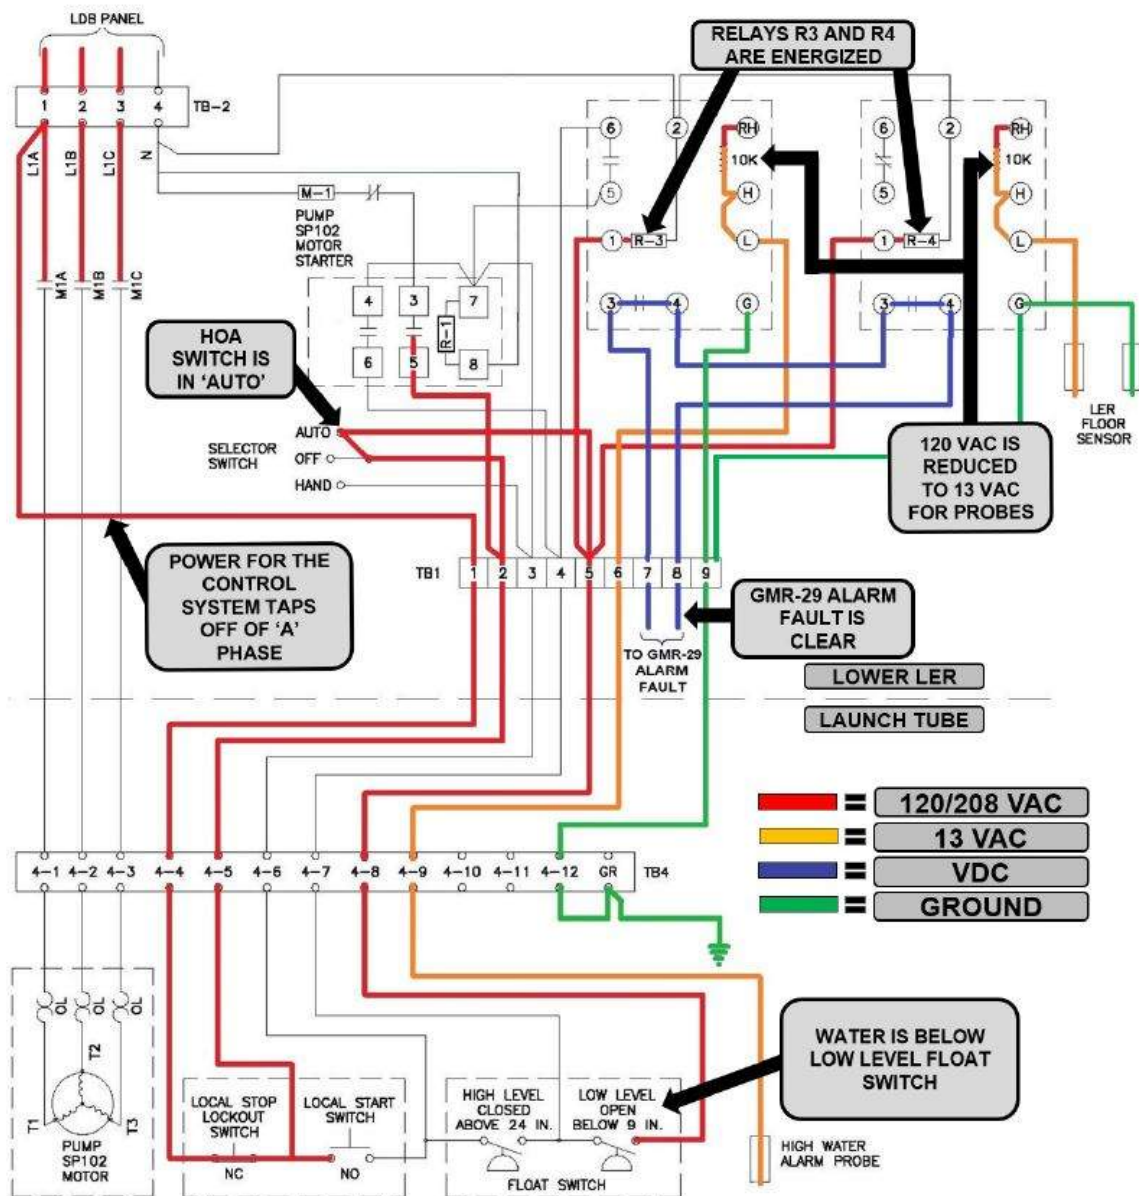 LDB PANEL
RELAYS R3 AND R4
ARE ENERGIZED
1 2 3 4
TB-2
L1A
L1B
L1C
N
M-1
PUMP
SP102
MOTOR
STARTER
M1A
M1B
M1C
4 3 7
R-1
6 5 8
6 2 RH
10K
5 H
1 R-3 L
3 4 G
6 2 RH
10K
5 H
1 R-4 L
3 4 G
HOA
SWITCH IS
IN 'AUTO'
SELECTOR
SWITCH
AUTO
OFF
HAND
LER
FLOOR
SENSOR
120 VAC IS
REDUCED
TO 13 VAC
FOR PROBES
POWER FOR THE
CONTROL
SYSTEM TAPS
OFF OF 'A'
PHASE
TB1 1 2 3 4 5 6 7 8 9
GMR-29 ALARM
FAULT IS
CLEAR
TO GMR-29
ALARM
FAULT
LOWER LER
LAUNCH TUBE
= 120/208 VAC
= 13 VAC
= VDC
= GROUND
4-1 4-2 4-3 4-4 4-5 4-6 4-7 4-8 4-9 4-10 4-11 4-12 GR TB4
OL OL OL
T2
T1
T3
PUMP
SP102
MOTOR
LOCAL STOP
LOCKOUT
SWITCH
NC
LOCAL START
SWITCH
NO
HIGH LEVEL
CLOSED
ABOVE 24 IN.
LOW LEVEL
OPEN
BELOW 9 IN.
FLOAT SWITCH
WATER IS BELOW
LOW LEVEL FLOAT
SWITCH
HIGH WATER
ALARM PROBE